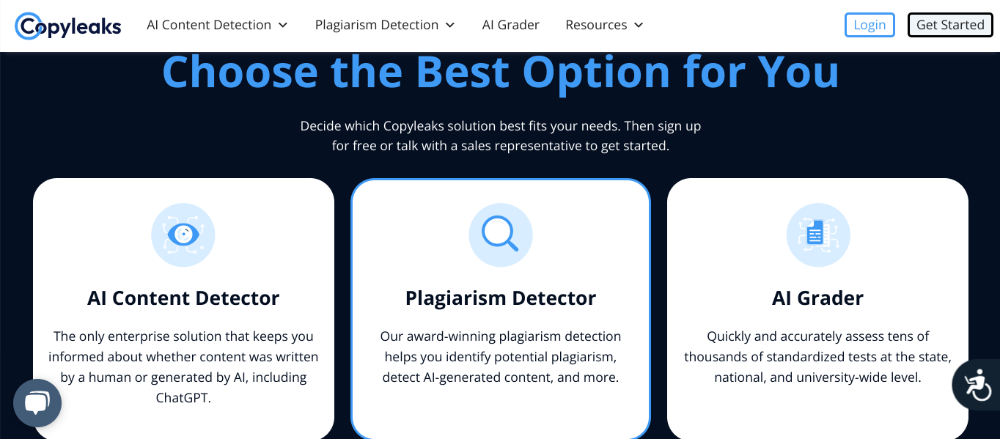 Copyleaks
AI Content Detection
Plagiarism Detection
AI Grader
Resources
Login
Get Started
Choose the Best Option for You
Decide which Copyleaks solution best fits your needs. Then sign up
for free or talk with a sales representative to get started.
AI Content Detector
The only enterprise solution that keeps you
informed about whether content was written
by a human or generated by AI, including
ChatGPT.
Plagiarism Detector
Our award-winning plagiarism detection
helps you identify potential plagiarism,
detect AI-generated content, and more.
AI Grader
Quickly and accurately assess tens of
thousands of standardized tests at the state,
national, and university-wide level.